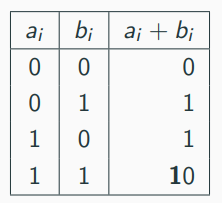 aᵢ bᵢ aᵢ + bᵢ
0 0 0
0 1 1
1 0 1
1 1 10